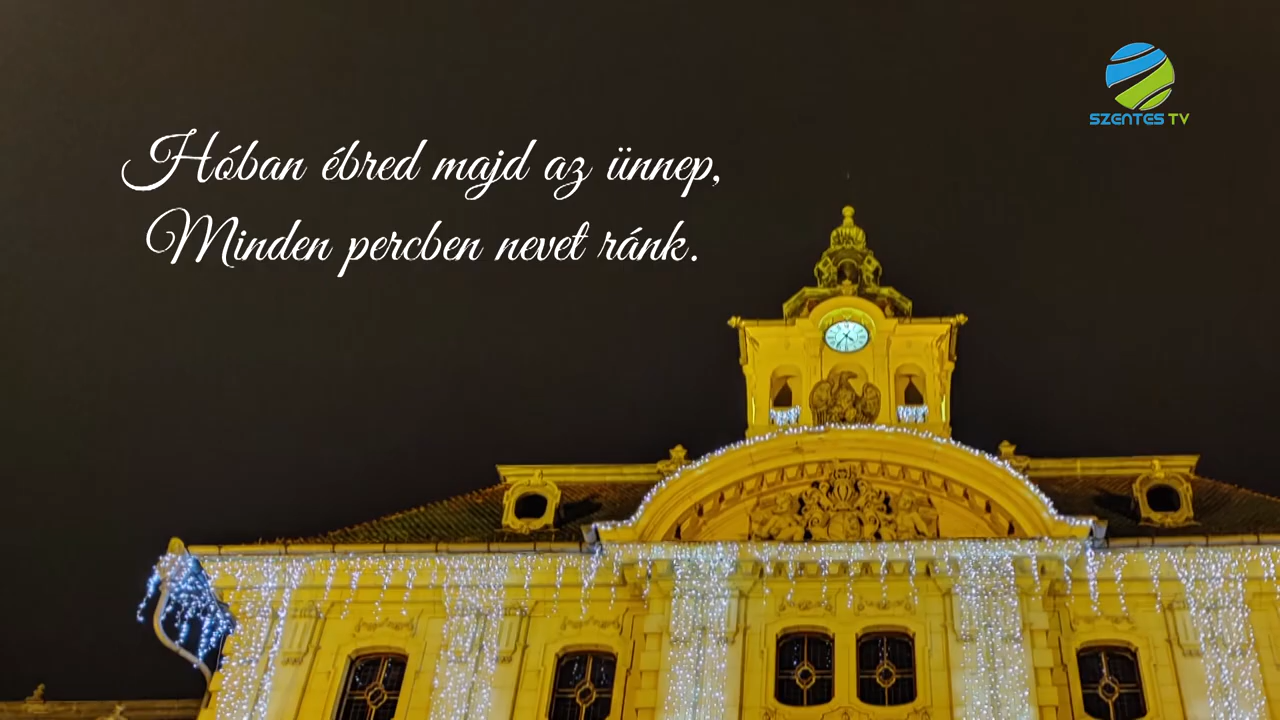 Hóban ébred majd az ünnep,
Minden percben nevet ránk.
SZENTES TV